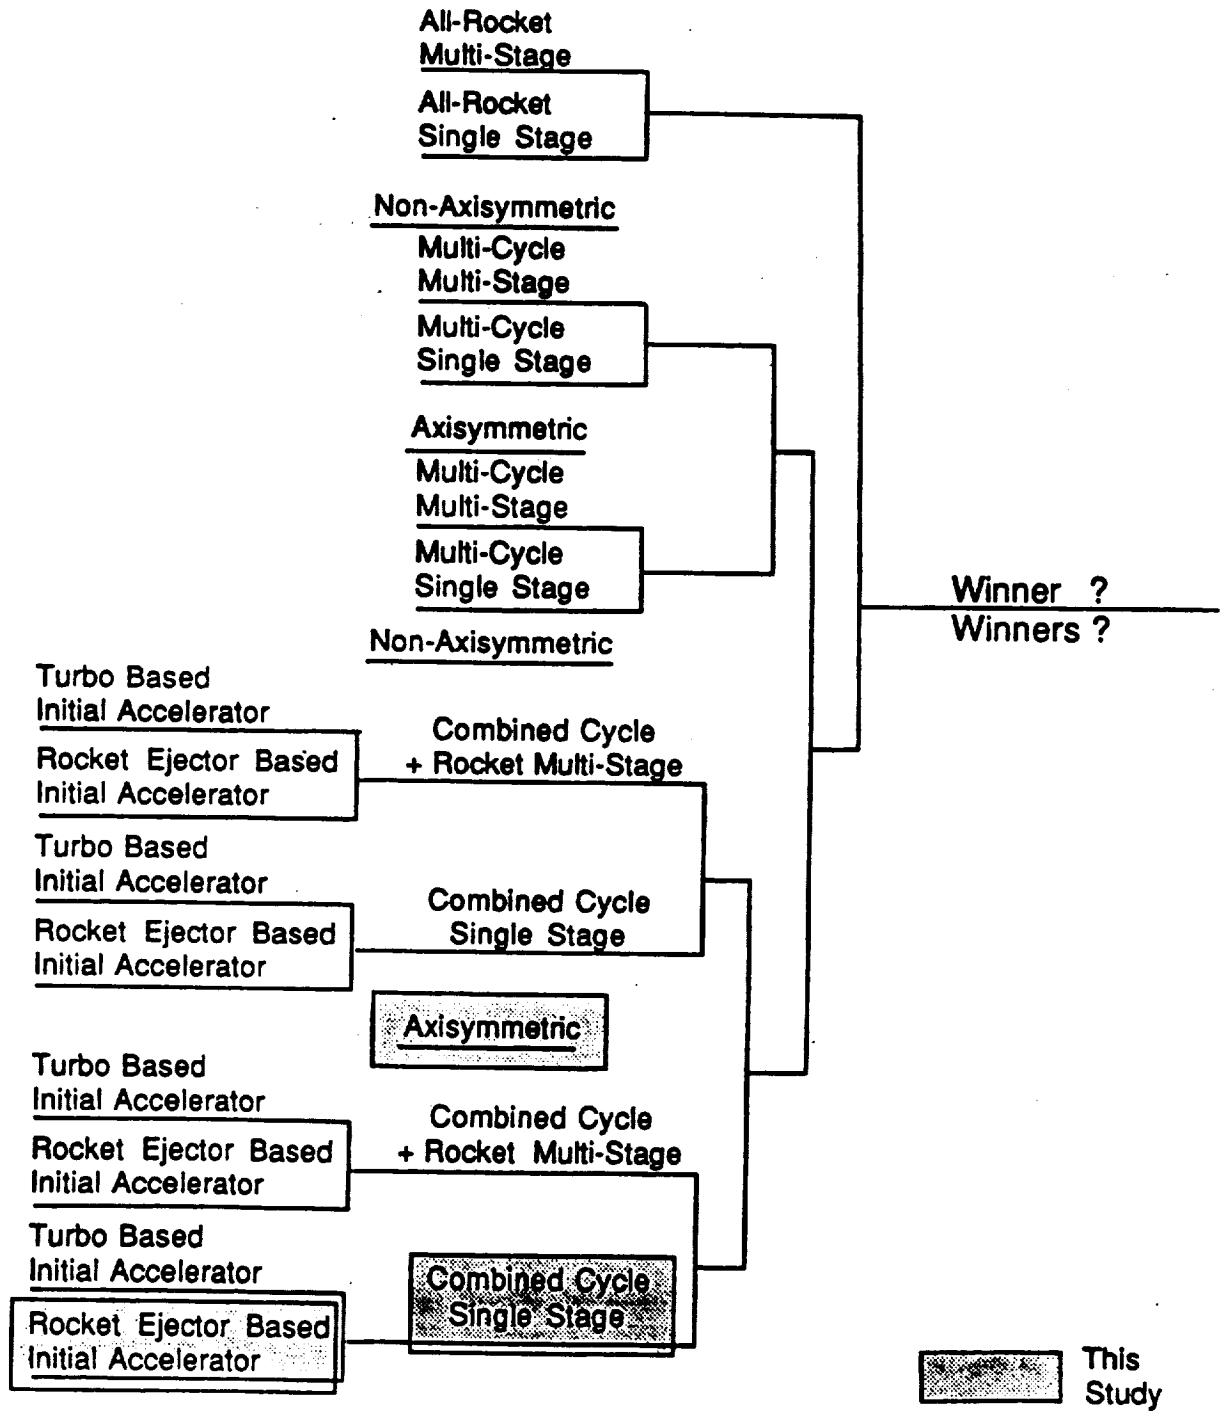 All-Rocket
Multi-Stage
All-Rocket
Single Stage
Non-Axisymmetric
Multi-Cycle
Multi-Stage
Multi-Cycle
Single Stage
Axisymmetric
Multi-Cycle
Multi-Stage
Multi-Cycle
Single Stage
Winner ?
Winners ?
Non-Axisymmetric
Turbo Based
Initial Accelerator
Rocket Ejector Based
Initial Accelerator
Combined Cycle
+ Rocket Multi-Stage
Turbo Based
Initial Accelerator
Rocket Ejector Based
Initial Accelerator
Combined Cycle
Single Stage
Axisymmetric
Turbo Based
Initial Accelerator
Rocket Ejector Based
Initial Accelerator
Combined Cycle
+ Rocket Multi-Stage
Turbo Based
Initial Accelerator
Rocket Ejector Based
Initial Accelerator
Combined Cycle
Single Stage
This
Study